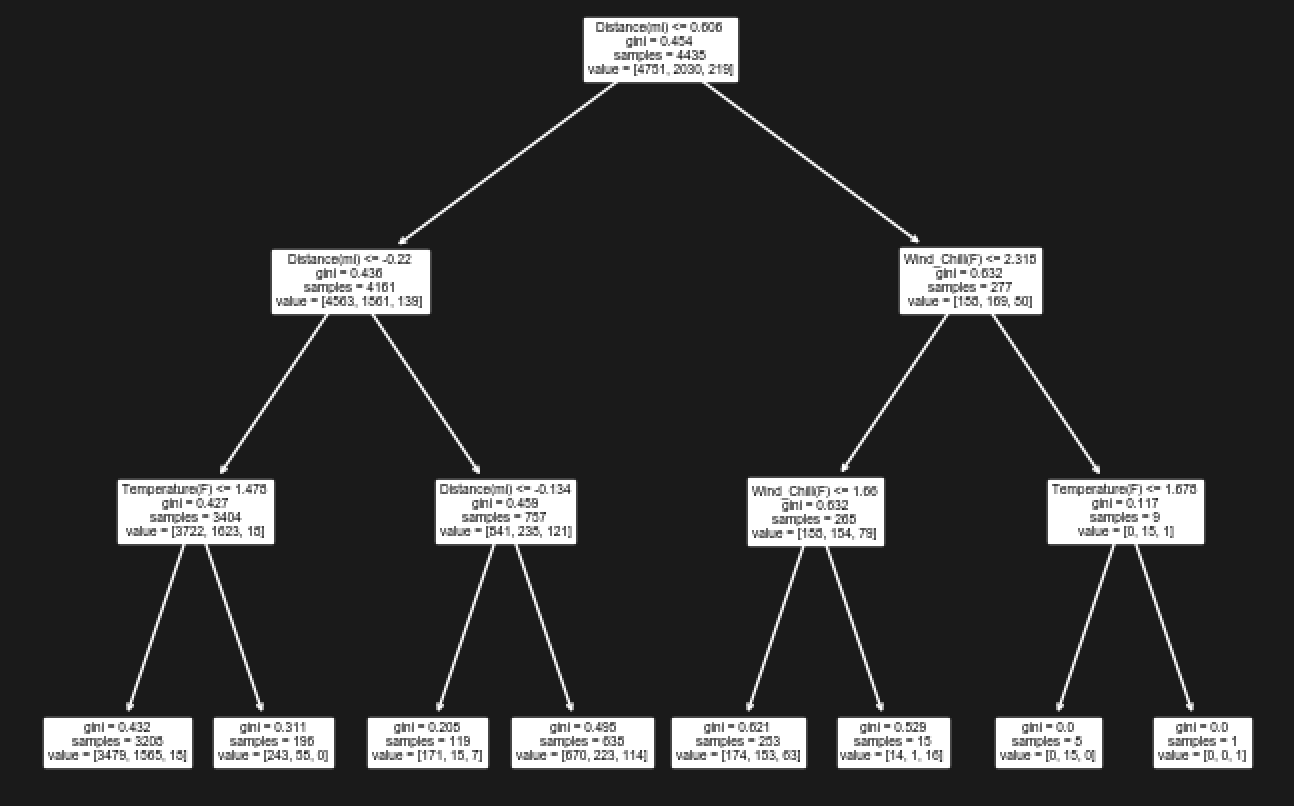 Distance(mi) <= 0.606
gini = 0.454
samples = 4435
value = [4751, 2030, 219]
Distance(mi) <= -0.22
gini = 0.436
samples = 4161
value = [4563, 1561, 139]
Wind_Chill(F) <= 2.315
gini = 0.632
samples = 277
value = [188, 169, 80]
Temperature(F) <= 1.475
gini = 0.427
samples = 3404
value = [3722, 1623, 18]
Distance(mi) <= -0.134
gini = 0.459
samples = 757
value = [841, 238, 121]
Wind_Chill(F) <= 1.66
gini = 0.632
samples = 268
value = [188, 154, 79]
Temperature(F) <= 1.675
gini = 0.117
samples = 9
value = [0, 15, 1]
gini = 0.432
samples = 3205
value = [3479, 1565, 18]
gini = 0.311
samples = 196
value = [243, 58, 0]
gini = 0.205
samples = 119
value = [171, 15, 7]
gini = 0.495
samples = 635
value = [670, 223, 114]
gini = 0.621
samples = 253
value = [174, 153, 63]
gini = 0.529
samples = 15
value = [14, 1, 16]
gini = 0.0
samples = 8
value = [0, 15, 0]
gini = 0.0
samples = 1
value = [0, 0, 1]